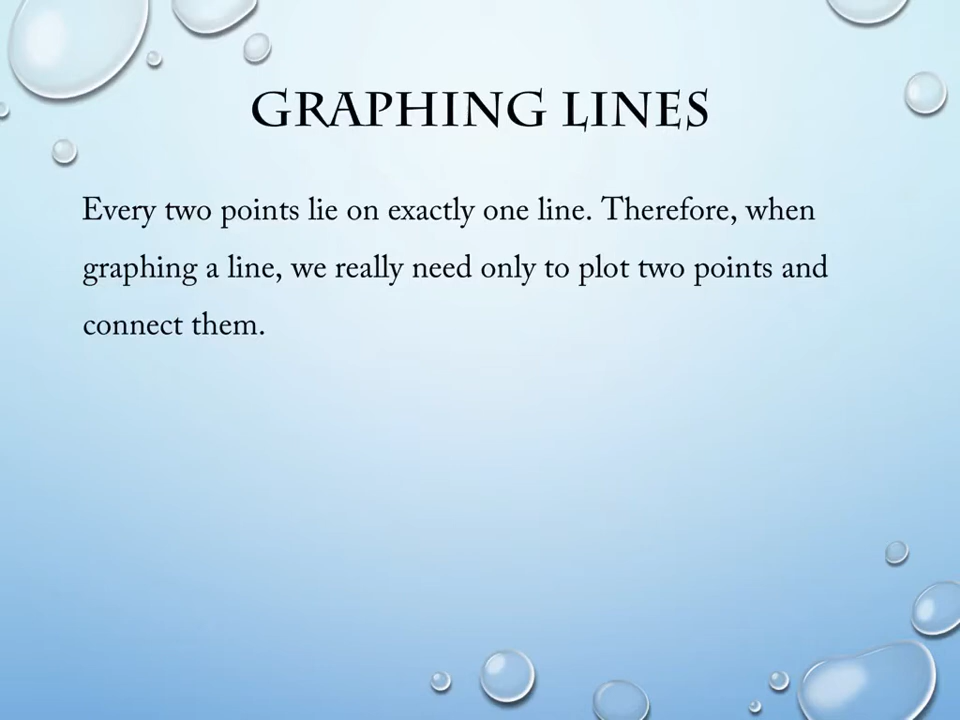 GRAPHING LINES
Every two points lie on exactly one line. Therefore, when
graphing a line, we really need only to plot two points and
connect them.